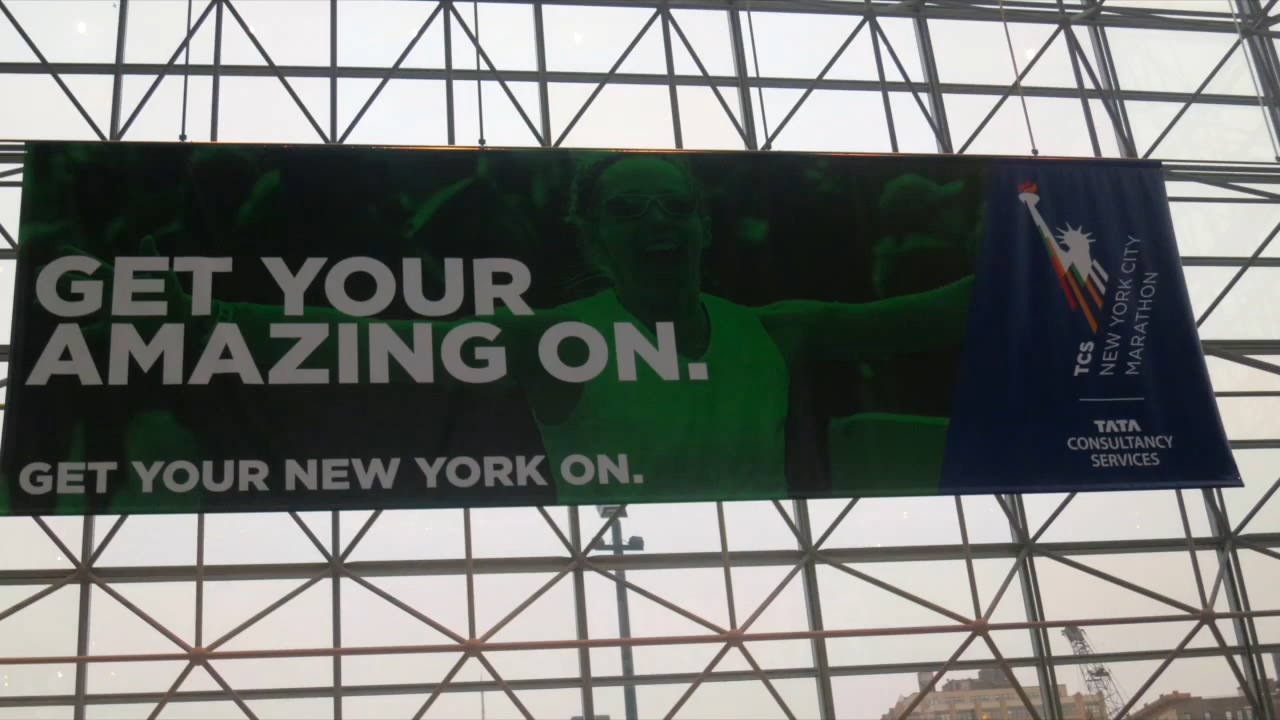 GET YOUR
AMAZING ON.
GET YOUR NEW YORK ON.
TCS
NEW YORK CITY
MARATHON
TATA
CONSULTANCY
SERVICES